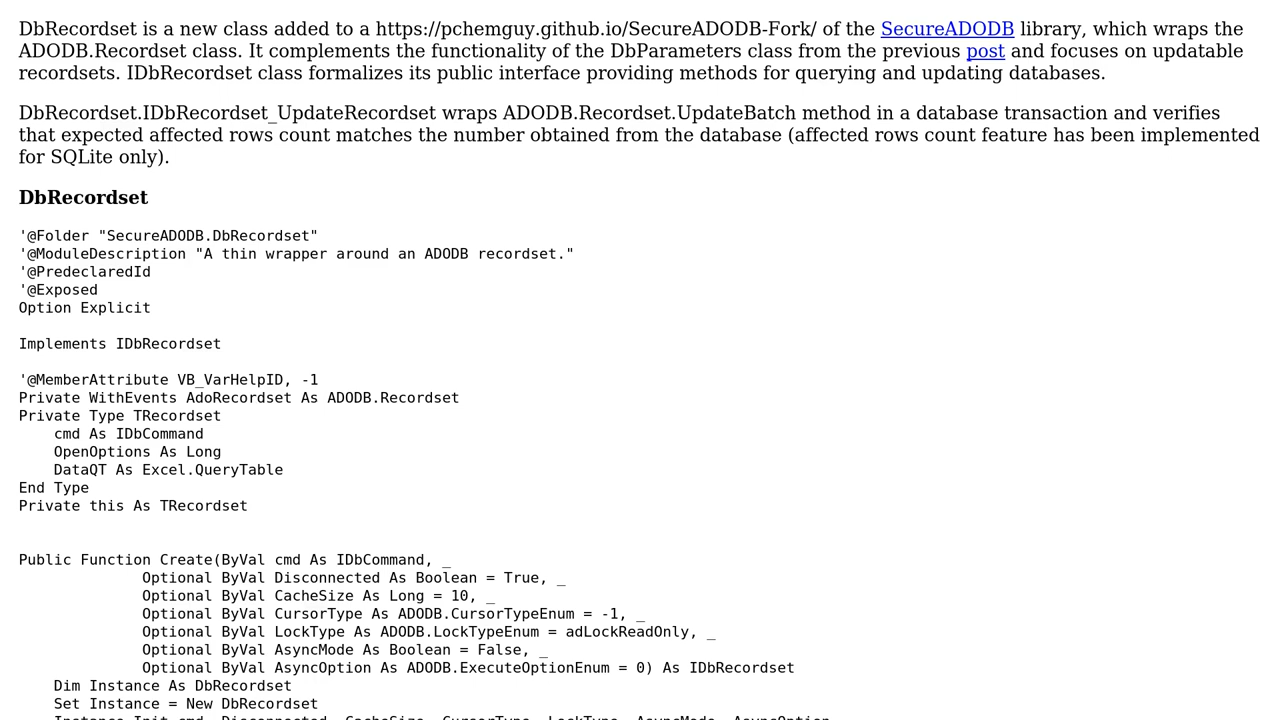 DbRecordset is a new class added to a https://pchemguy.github.io/SecureADODB-Fork/ of the SecureADODB library, which wraps the
ADODB.Recordset class. It complements the functionality of the DbParameters class from the previous post and focuses on updatable
recordsets. IDbRecordset class formalizes its public interface providing methods for querying and updating databases.
DbRecordset.IDbRecordset_UpdateRecordset wraps ADODB.Recordset.UpdateBatch method in a database transaction and verifies
that expected affected rows count matches the number obtained from the database (affected rows count feature has been implemented
for SQLite only).
DbRecordset
'@Folder "SecureADODB.DbRecordset"
'@ModuleDescription "A thin wrapper around an ADODB recordset."
'@PredeclaredId
'@Exposed
Option Explicit
Implements IDbRecordset
'@MemberAttribute VB_VarHelpID, -1
Private WithEvents AdoRecordset As ADODB.Recordset
Private Type TRecordset
    cmd As IDbCommand
    OpenOptions As Long
    DataQT As Excel.QueryTable
End Type
Private this As TRecordset
Public Function Create(ByVal cmd As IDbCommand, _
              Optional ByVal Disconnected As Boolean = True, _
              Optional ByVal CacheSize As Long = 10, _
              Optional ByVal CursorType As ADODB.CursorTypeEnum = -1, _
              Optional ByVal LockType As ADODB.LockTypeEnum = adLockReadOnly, _
              Optional ByVal AsyncMode As Boolean = False, _
              Optional ByVal AsyncOption As ADODB.ExecuteOptionEnum = 0) As IDbRecordset
    Dim Instance As DbRecordset
    Set Instance = New DbRecordset
    Instance.Init cmd, Disconnected, CacheSize, CursorType, LockType, AsyncMode, AsyncOption